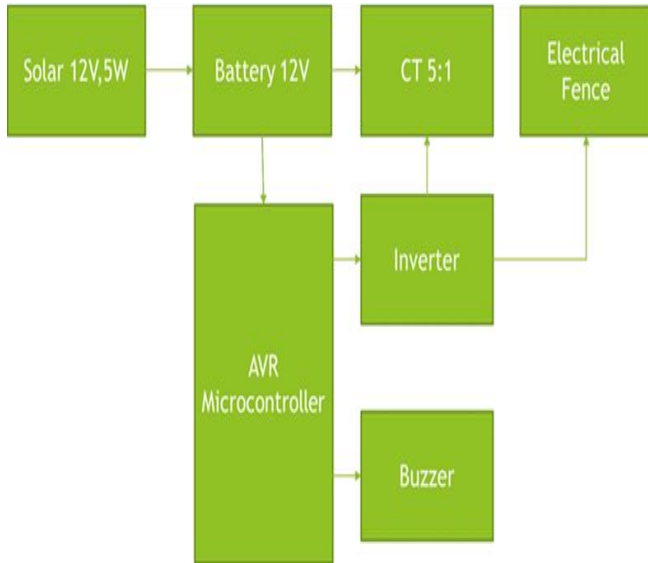 Solar 12V,5W
Battery 12V
CT 5:1
Electrical
Fence
Inverter
AVR
Microcontroller
Buzzer